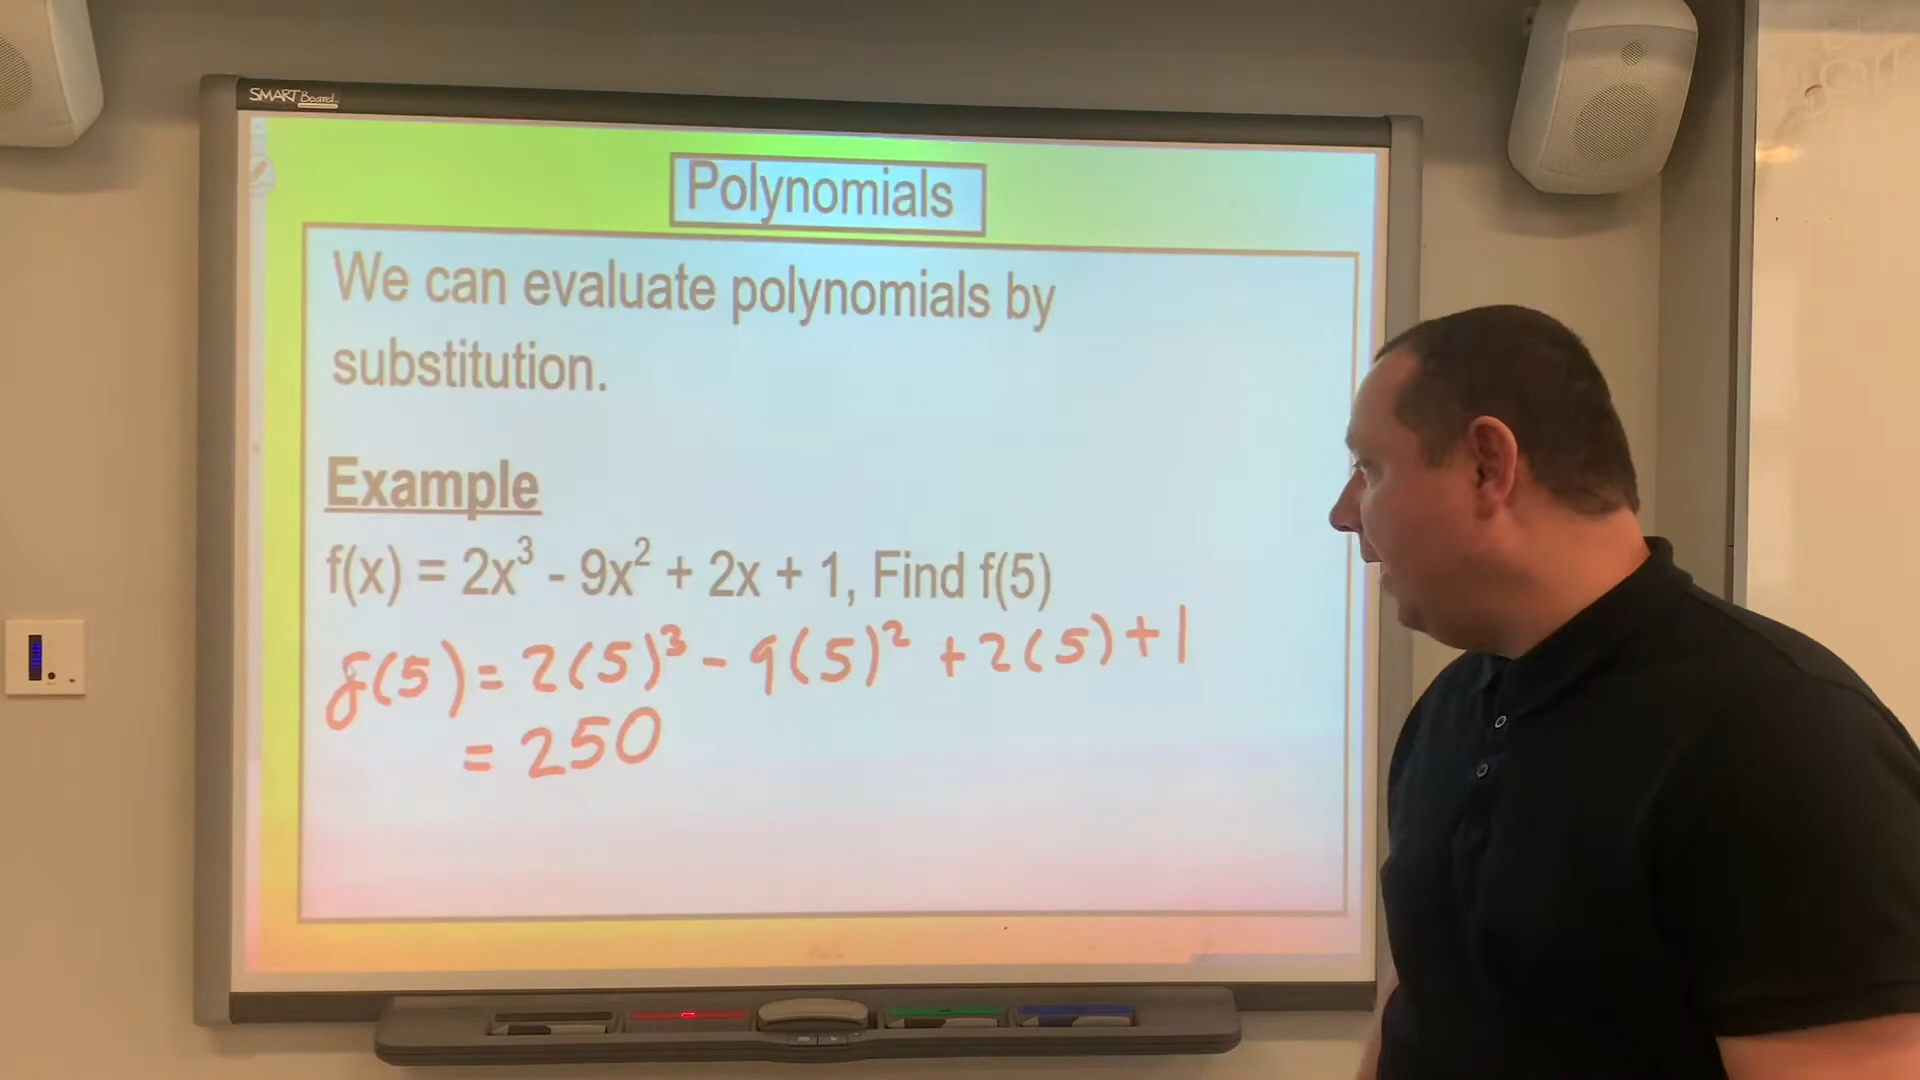 SMART Board
Polynomials
We can evaluate polynomials by
substitution.
Example
f(x) = 2x³ - 9x² + 2x + 1, Find f(5)
f(5) = 2(5)³ - 9(5)² + 2(5) + 1
= 250